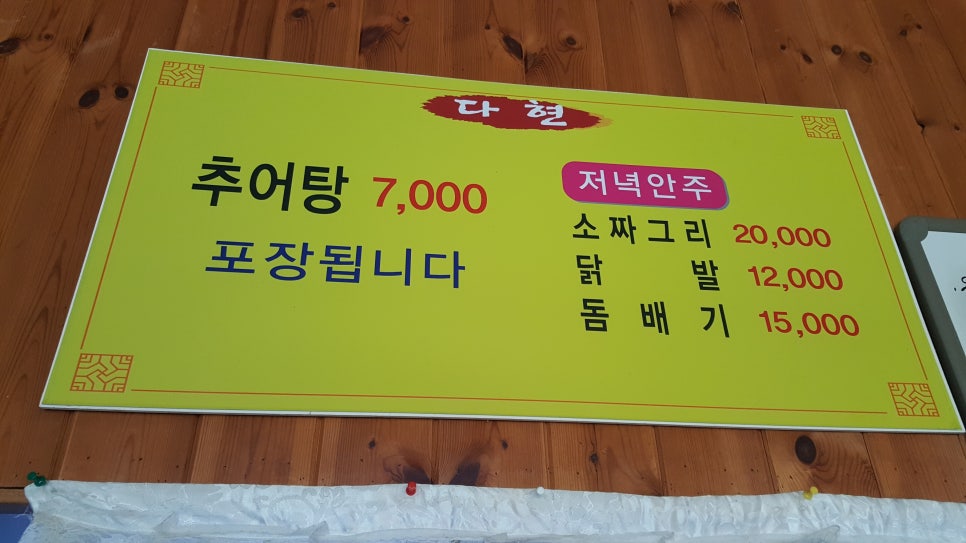 다 현
추어탕 7,000
포장됩니다
저녁안주
소짜그리 20,000
닭 발 12,000
돔 배 기 15,000